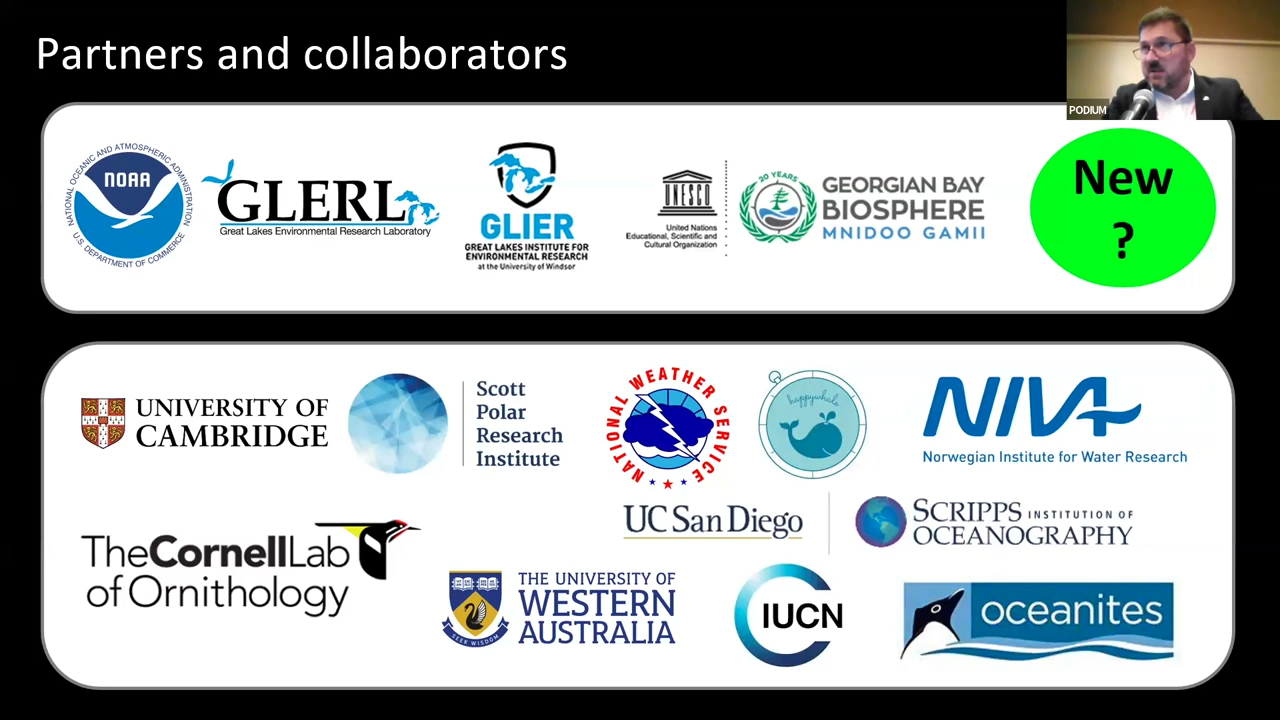 Partners and collaborators
PODIUM
NATIONAL OCEANIC AND ATMOSPHERIC ADMINISTRATION
NOAA
U.S. DEPARTMENT OF COMMERCE
GLERL
Great Lakes Environmental Research Laboratory
GLIER
GREAT LAKES INSTITUTE FOR
ENVIRONMENTAL RESEARCH
at the University of Windsor
UNESCO
United Nations
Educational, Scientific and
Cultural Organization
20 YEARS
GEORGIAN BAY
BIOSPHERE
MNIDOO GAMII
New
?
UNIVERSITY OF
CAMBRIDGE
Scott
Polar
Research
Institute
NATIONAL WEATHER SERVICE
happywhale
NIVA
Norwegian Institute for Water Research
TheCornellLab
of Ornithology
UC San Diego
SCRIPPS INSTITUTION OF
OCEANOGRAPHY
SEEK WISDOM
THE UNIVERSITY OF
WESTERN
AUSTRALIA
IUCN
oceanites